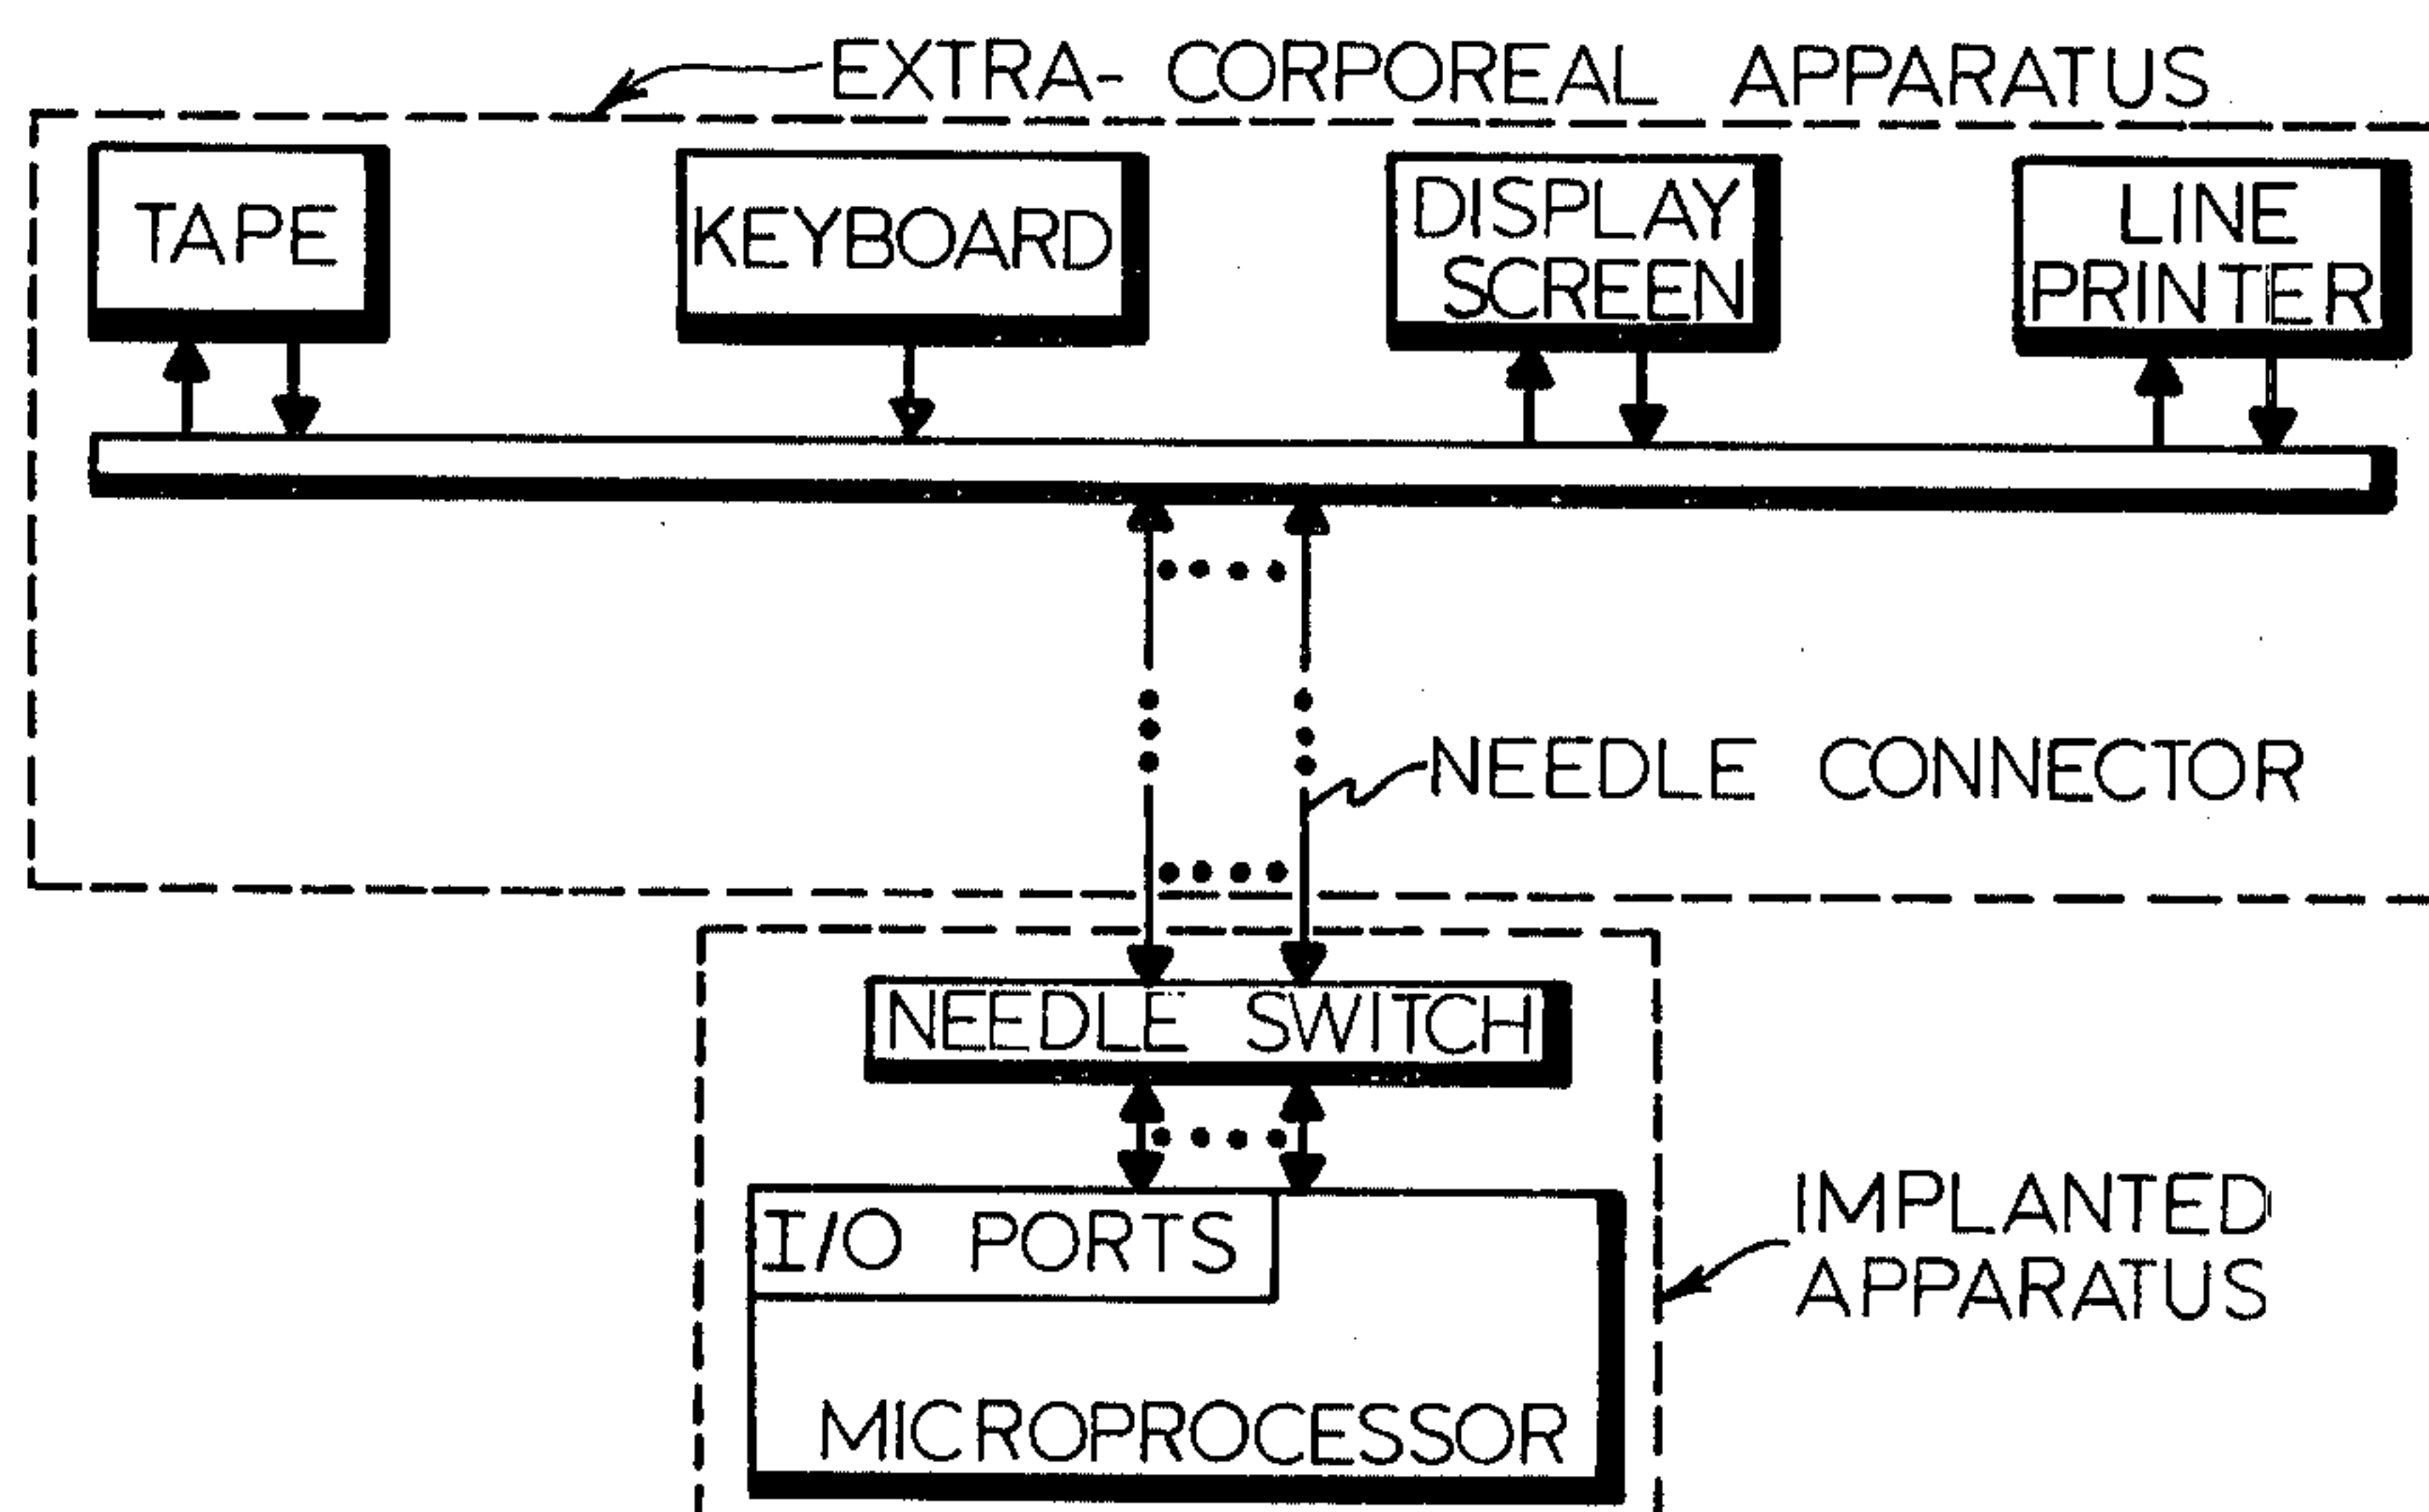 EXTRA- CORPOREAL APPARATUS
TAPE
KEYBOARD
DISPLAY
SCREEN
LINE
PRINTER
NEEDLE CONNECTOR
NEEDLE SWITCH
I/O PORTS
MICROPROCESSOR
IMPLANTED
APPARATUS